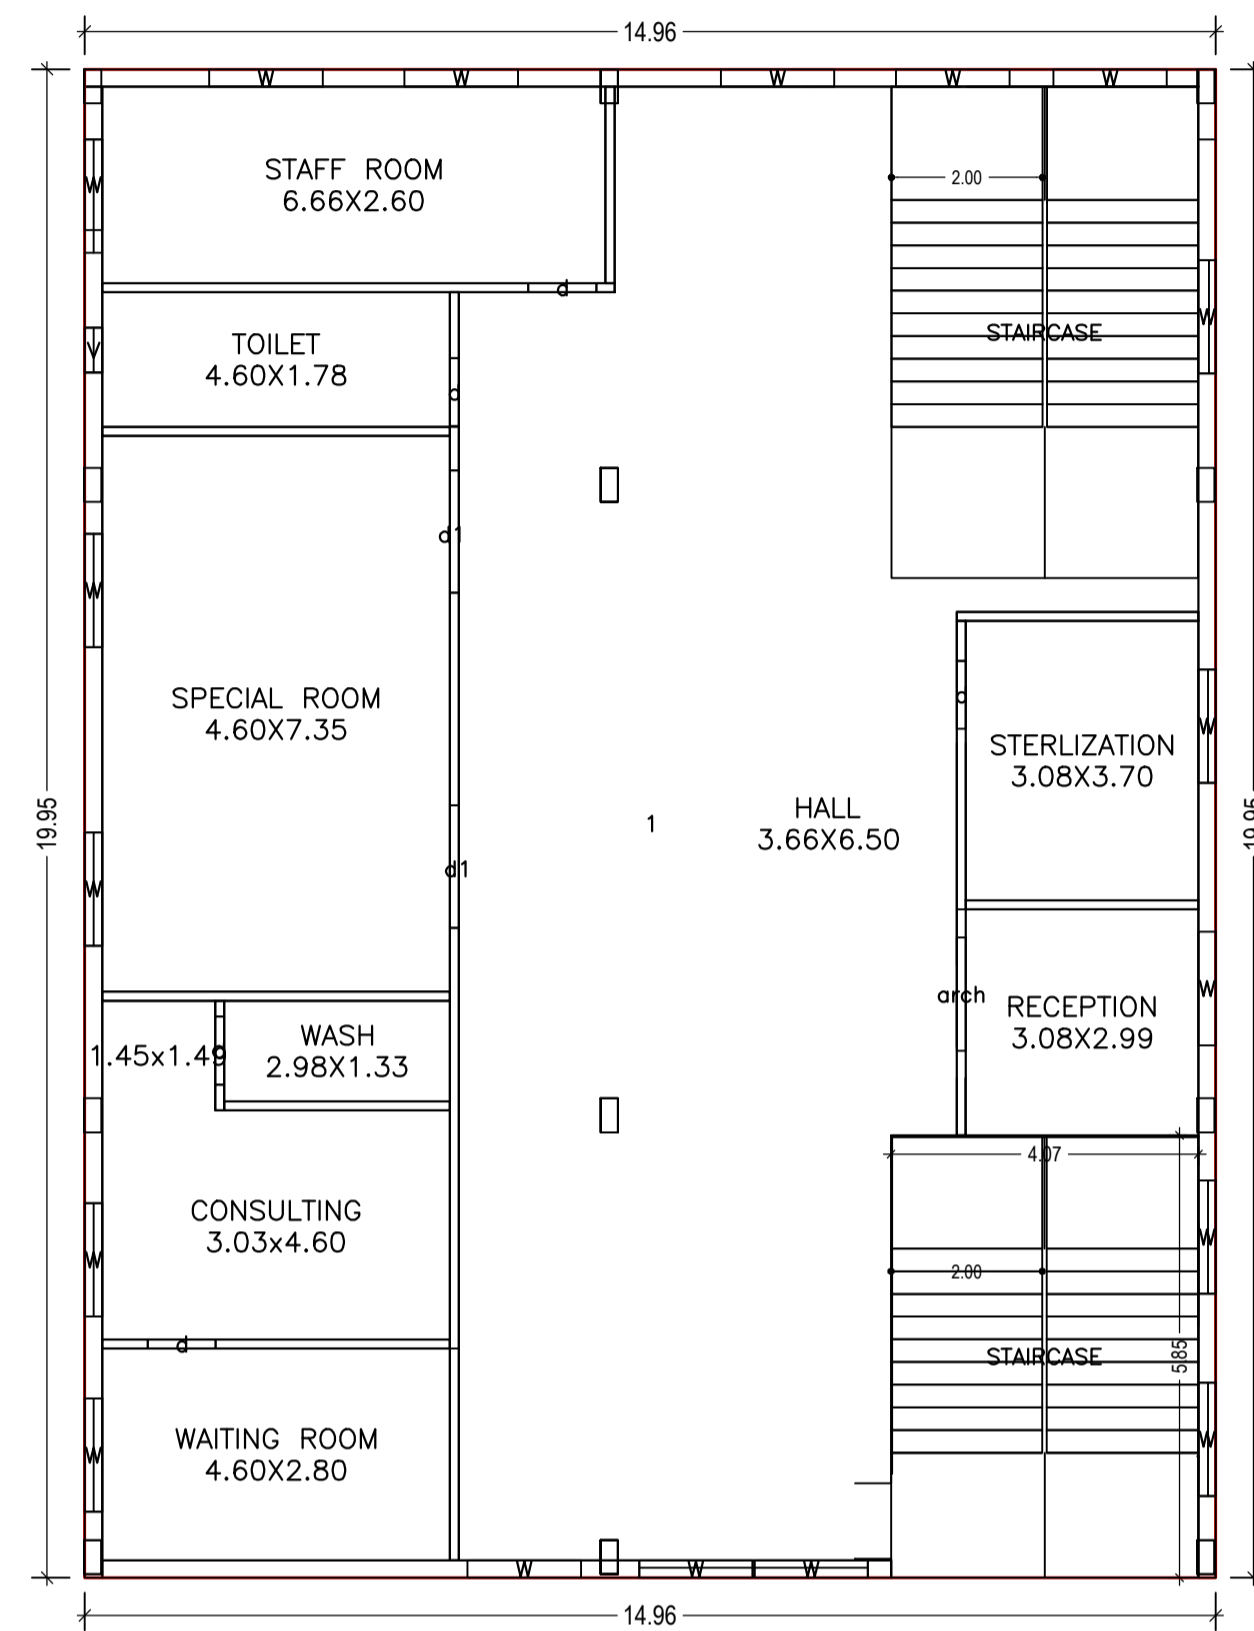 14.96
W W W W W
STAFF ROOM
6.66X2.60
W
2.00
d
W
STAIRCASE
TOILET
4.60X1.78
d
d1
W
SPECIAL ROOM
4.60X7.35
d
W
STERLIZATION
3.08X3.70
19.95
19.95
HALL
3.66X6.50
1
d1
W
W
arch
RECEPTION
3.08X2.99
WASH
2.98X1.33
1.45x1.49
d
4.07
CONSULTING
3.03x4.60
W
W
2.00
d
STAIRCASE
5.85
WAITING ROOM
4.60X2.80
W
W
W W W
14.96